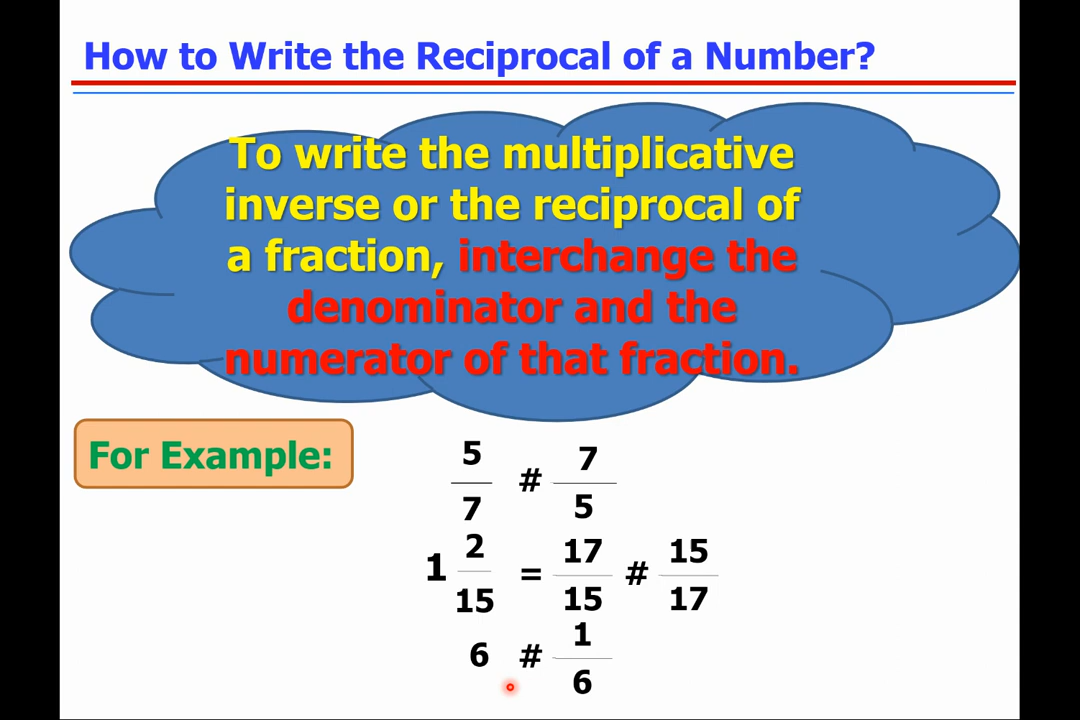 How to Write the Reciprocal of a Number?
To write the multiplicative
inverse or the reciprocal of
a fraction, interchange the
denominator and the
numerator of that fraction.
For Example:
5/7 # 7/5
1 2/15 = 17/15 # 15/17
6 # 1/6